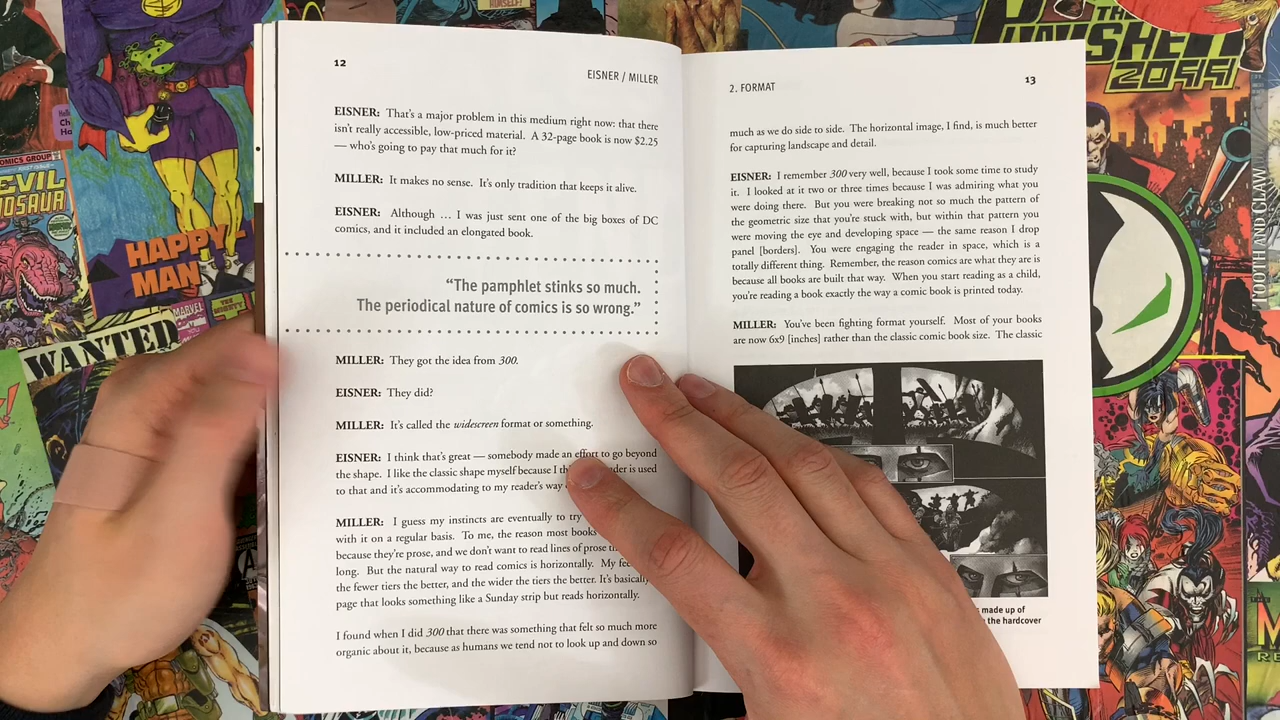 12
EISNER / MILLER
EISNER: That's a major problem in this medium right now: that there
isn't really accessible, low-priced material. A 32-page book is now $2.25
— who's going to pay that much for it?
MILLER: It makes no sense. It's only tradition that keeps it alive.
EISNER: Although ... I was just sent one of the big boxes of DC
comics, and it included an elongated book.
"The pamphlet stinks so much.
The periodical nature of comics is so wrong."
MILLER: They got the idea from 300.
EISNER: They did?
MILLER: It's called the widescreen format or something.
EISNER: I think that's great — somebody made an effort to go beyond
the shape. I like the classic shape myself because I is used
to that and it's accommodating to my reader's way
MILLER: I guess my instincts are eventually to try
with it on a regular basis. To me, the reason most books
because they're prose, and we don't want to read lines of prose
long. But the natural way to read comics is horizontally. My
the fewer tiers the better, and the wider the tiers the better. It's basically
page that looks something like a Sunday strip but reads horizontally.
I found when I did 300 that there was something that felt so much more
organic about it, because as humans we tend not to look up and down so
2. FORMAT
13
much as we do side to side. The horizontal image, I find, is much better
for capturing landscape and detail.
EISNER: I remember 300 very well, because I took some time to study
it. I looked at it two or three times because I was admiring what you
were doing there. But you were breaking not so much the pattern of
the geometric size that you're stuck with, but within that pattern you
were moving the eye and developing space — the same reason I drop
panel [borders]. You were engaging the reader in space, which is a
totally different thing. Remember, the reason comics are what they are is
because all books are built that way. When you start reading as a child,
you're reading a book exactly the way a comic book is printed today.
MILLER: You've been fighting format yourself. Most of your books
are now 6x9 [inches] rather than the classic comic book size. The classic
made up of
the hardcover
HAPPY
MAN
WANTED
COMICS GROUP
MARVEL
THE
2099
TOOTH AND CLAW